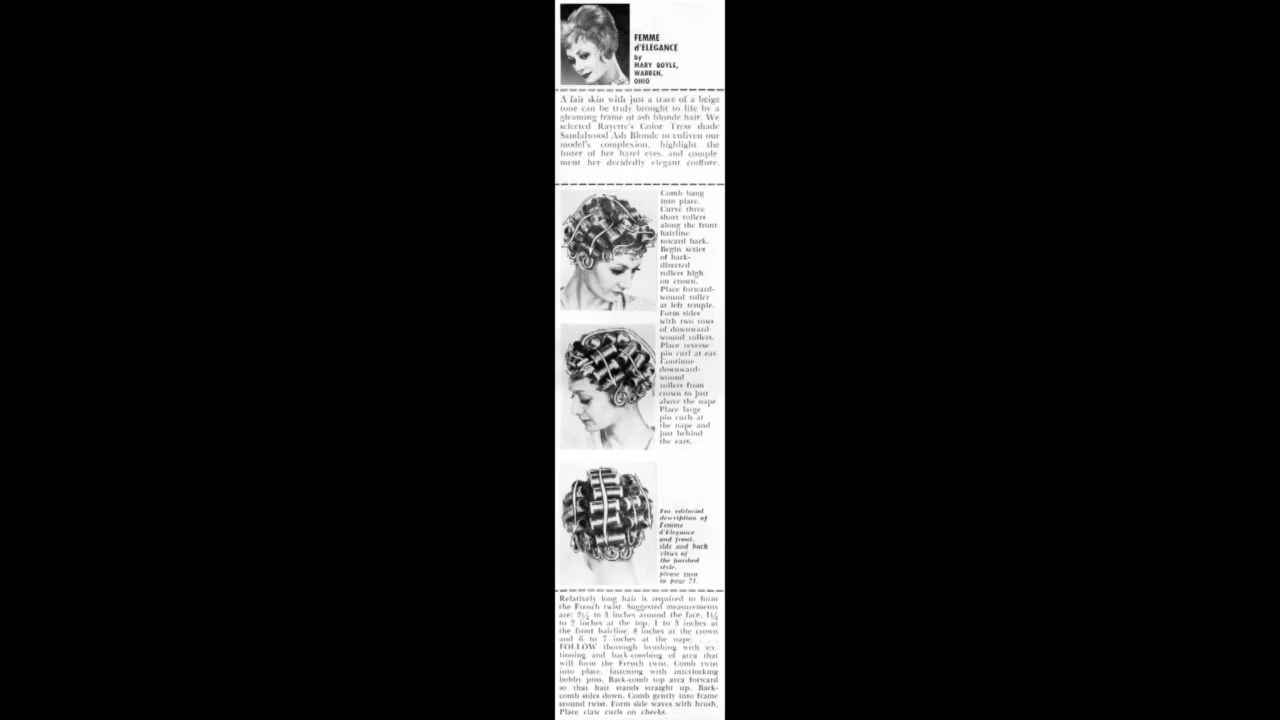 FEMME
d'ELEGANCE
by
MARY BOYLE,
WARREN,
OHIO
A fair skin with just a trace of a beige
tone can be truly brought to life by a
gleaming frame of ash blonde hair. We
selected Rayette's Color Tress shade
Sandalwood Ash Blonde to enliven our
model's complexion, highlight the
luster of her hazel eyes, and comple
ment her decidedly elegant coiffure.
Comb bang
into place.
Curve three
short rollers
along the front
hairline
toward back.
Begin series
of back-
directed
rollers high
on crown.
Place forward-
wound roller
at left temple.
Form sides
with two rows
of downward-
wound rollers.
Place reverse
pin curl at ear.
Continue
downward-
wound
rollers from
crown to just
above the nape
Place large
pin curls at
the nape and
just behind
the ears.
For editorial
description of
Femme
d'Elegance
and front,
side and back
views of
the finished
style,
please turn
to page 71.
Relatively long hair is required to form
the French twist. Suggested measurements
are: 2½ to 3 inches around the face, 1½
to 2 inches at the top, 1 to 3 inches at
the front hairline, 8 inches at the crown
and 6 to 7 inches at the nape. . . .
FOLLOW thorough brushing with sec-
tioning and back-combing of area that
will form the French twist. Comb twist
into place, fastening with interlocking
bobby pins. Back-comb top area forward
so that hair stands straight up. Back-
comb sides down. Comb gently into frame
around twist. Form side waves with brush.
Place claw curls on cheeks.